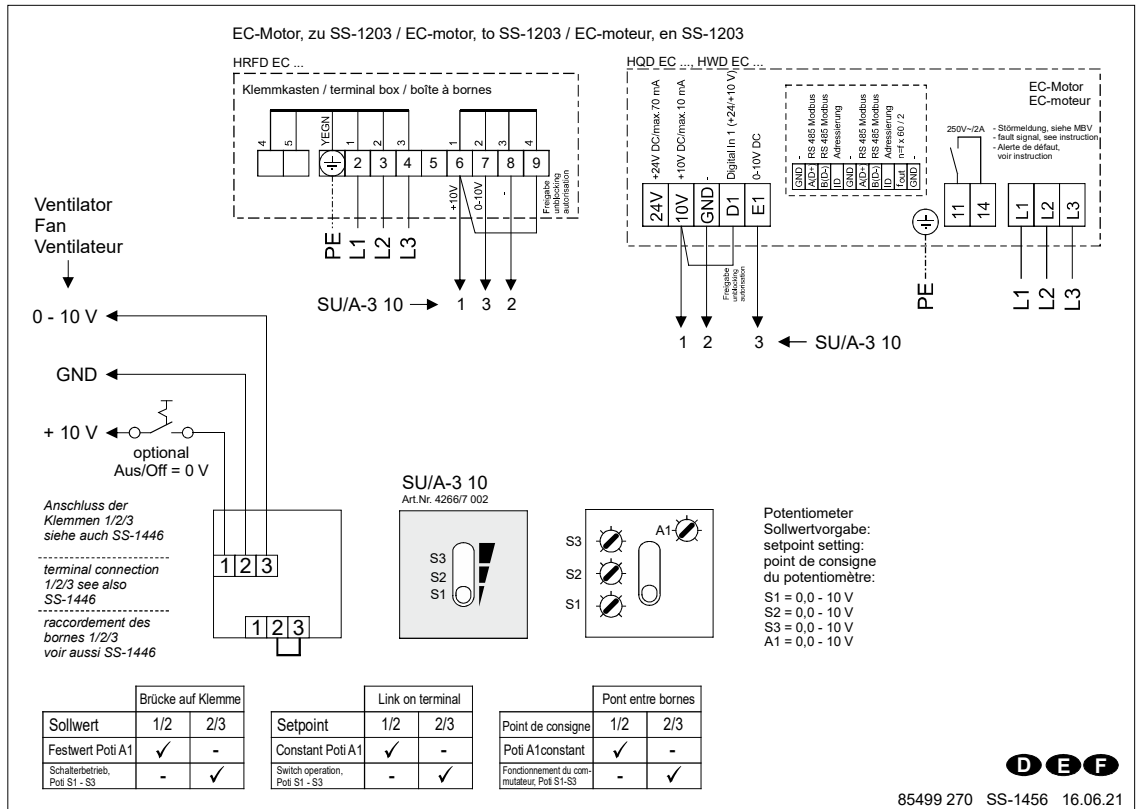 EC-Motor, zu SS-1203 / EC-motor, to SS-1203 / EC-moteur, en SS-1203
HRFD EC ...
Klemmkasten / terminal box / boîte à bornes
4
5
YEGN
1
2
3
1
2
3
4
2 3 4 5 6 7 8 9
+10V
0-10V
-
Freigabe
unblocking
autorisation
PE
L1
L2
L3
SU/A-3 10
1 3 2
HQD EC ..., HWD EC ...
+24V DC/max.70 mA
+10V DC/max.10 mA
-
Digital In 1 (+24/+10 V)
0-10V DC
24V
10V
GND
D1
E1
Freigabe
unblocking
autorisation
1 2 3
SU/A-3 10
-
RS 485 Modbus
RS 485 Modbus
Adressierung
-
RS 485 Modbus
RS 485 Modbus
Adressierung
n=f x 60 / 2
-
GND
A(D+)
B(D-)
ID
GND
A(D+)
B(D-)
ID
fout
GND
EC-Motor
EC-moteur
250V~/2A
- Störmeldung, siehe MBV
- fault signal, see instruction
- Alerte de défaut,
voir instruction
11
14
L1
L2
L3
PE
L1
L2
L3
Ventilator
Fan
Ventilateur
0 - 10 V
GND
+ 10 V
optional
Aus/Off = 0 V
Anschluss der
Klemmen 1/2/3
siehe auch SS-1446
terminal connection
1/2/3 see also
SS-1446
raccordement des
bornes 1/2/3
voir aussi SS-1446
1 2 3
1 2 3
SU/A-3 10
Art.Nr. 4266/7 002
S3
S2
S1
S3
S2
S1
A1
Potentiometer
Sollwertvorgabe:
setpoint setting:
point de consigne
du potentiomètre:
S1 = 0,0 - 10 V
S2 = 0,0 - 10 V
S3 = 0,0 - 10 V
A1 = 0,0 - 10 V
Brücke auf Klemme
Sollwert 1/2 2/3
Festwert Poti A1 ✓ -
Schalterbetrieb,
Poti S1 - S3 - ✓
Link on terminal
Setpoint 1/2 2/3
Constant Poti A1 ✓ -
Switch operation,
Poti S1 - S3 - ✓
Pont entre bornes
Point de consigne 1/2 2/3
Poti A1constant ✓ -
Fonctionnement du com-
mutateur, Poti S1-S3 - ✓
D E F
85499 270 SS-1456 16.06.21